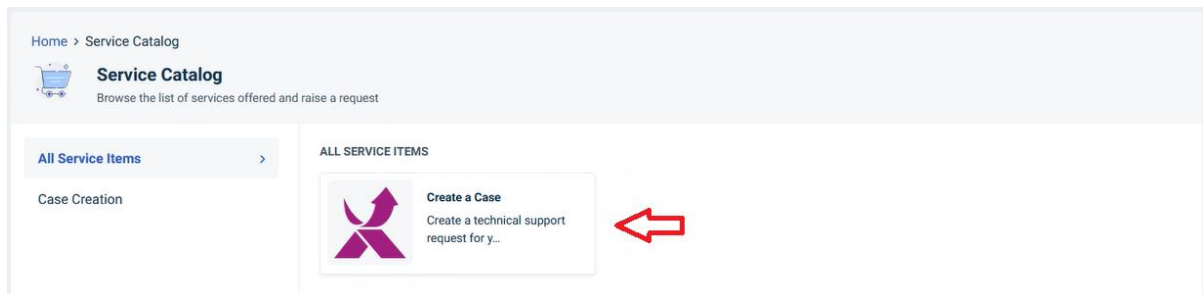 Home > Service Catalog
Service Catalog
Browse the list of services offered and raise a request
All Service Items >
Case Creation
ALL SERVICE ITEMS
Create a Case
Create a technical support
request for y...